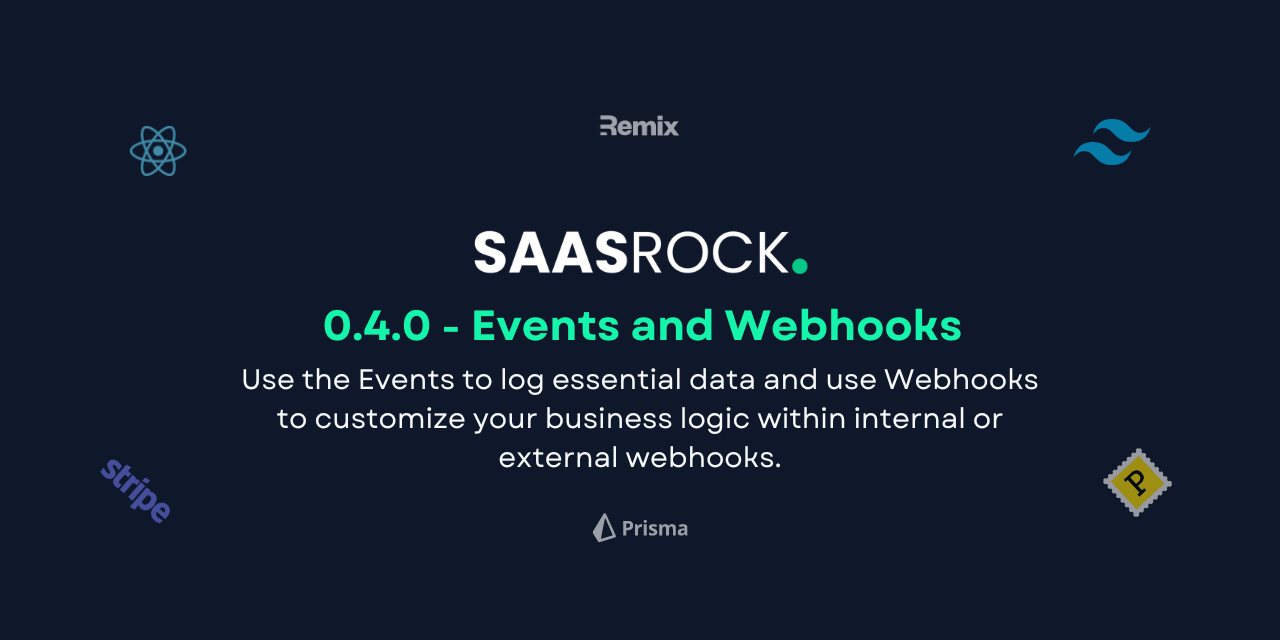 Remix
SAASROCK.
0.4.0 - Events and Webhooks
Use the Events to log essential data and use Webhooks
to customize your business logic within internal or
external webhooks.
stripe
P
Prisma